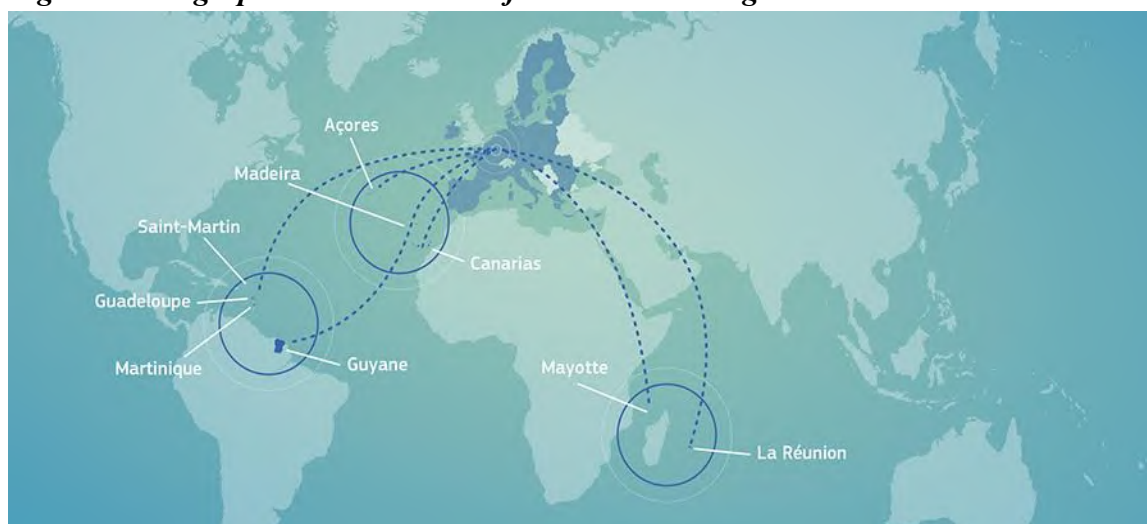 Açores
Madeira
Saint-Martin
Canarias
Guadeloupe
Martinique
Guyane
Mayotte
La Réunion